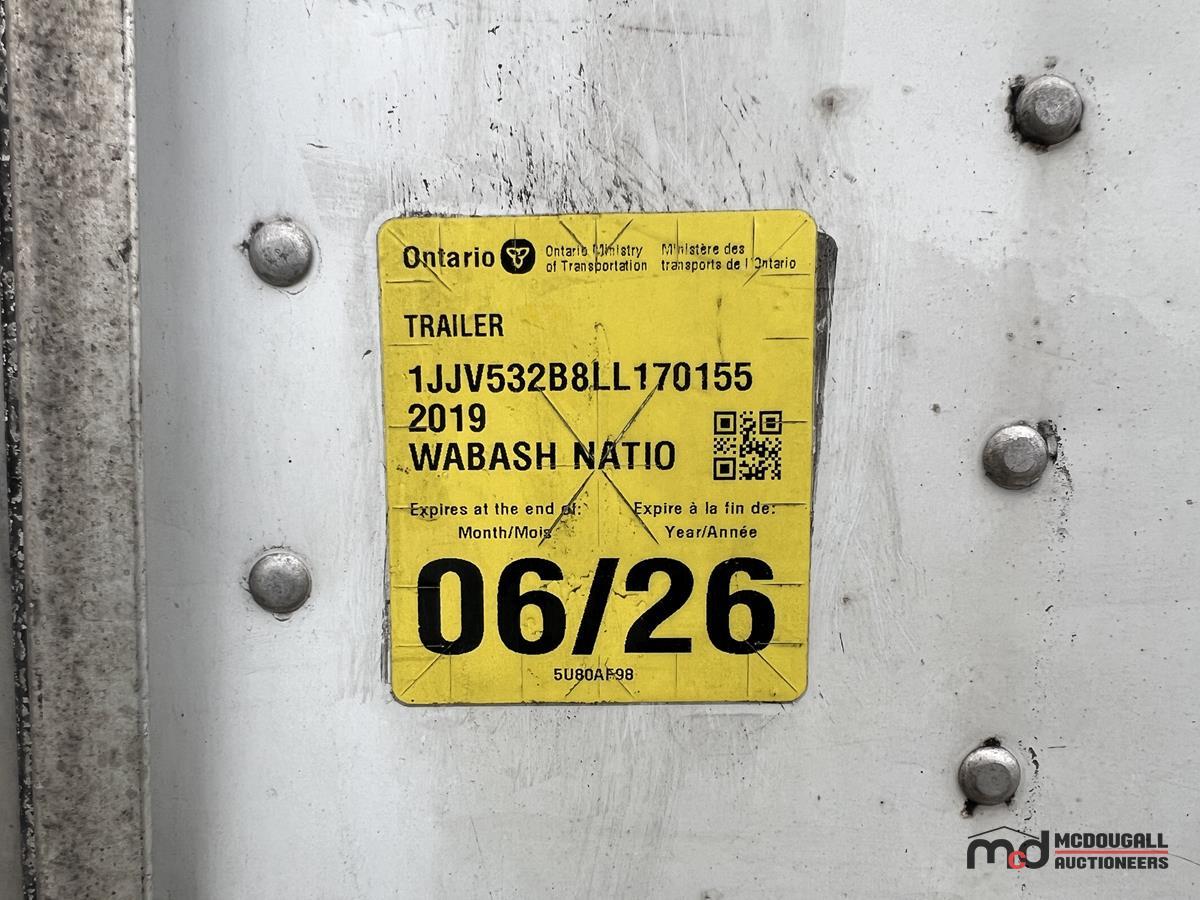 Ontario Ontario Ministry of Transportation Ministère des transports de l'Ontario
TRAILER
1JJV532B8LL170155
2019
WABASH NATIO
Expires at the end of: Expire à la fin de:
Month/Mois Year/Année
06/26
5U80AF98
mcd MCDOUGALL
AUCTIONEERS